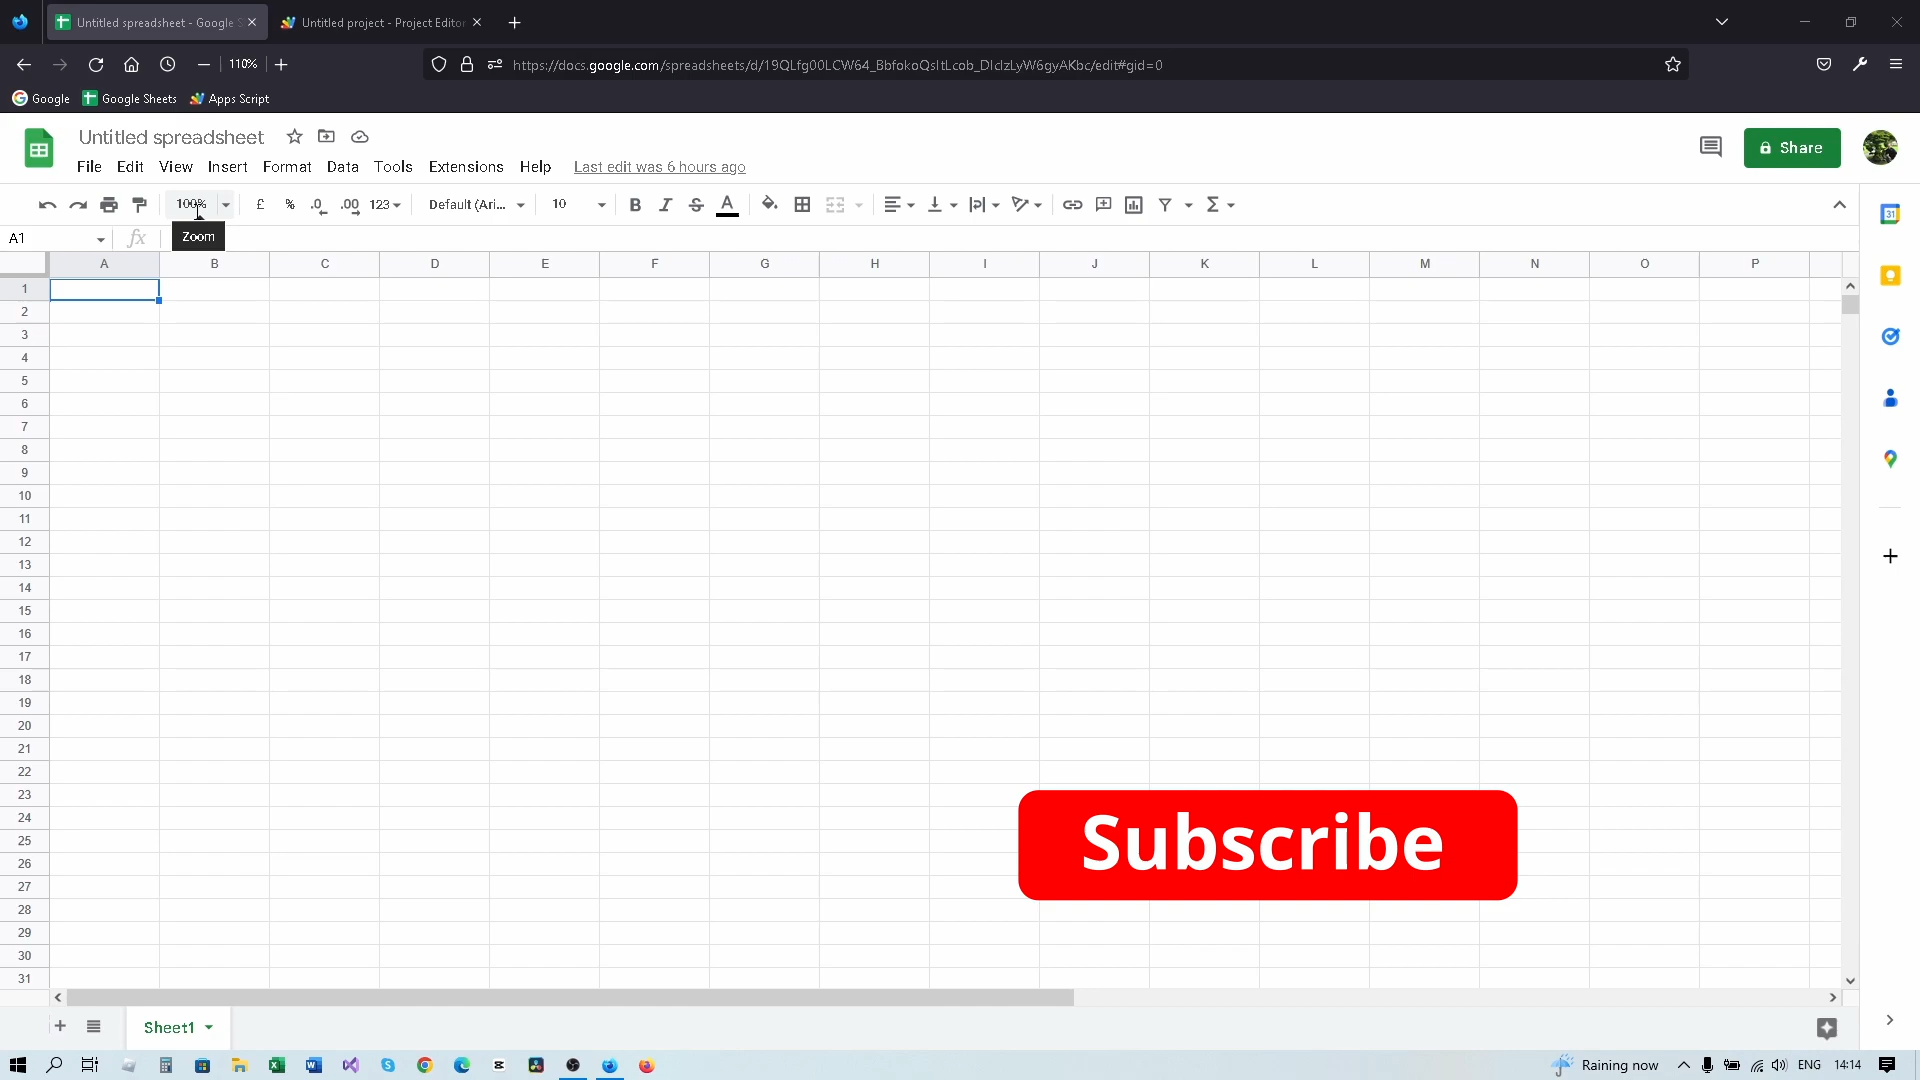 Untitled spreadsheet - Google S
Untitled project - Project Editor
110%
https://docs.google.com/spreadsheets/d/19QLfg00LCW64_BbfokoQsItLcob_DIcIzLyW6gyAKbc/edit#gid=0
Google
Google Sheets
Apps Script
Untitled spreadsheet
Share
File Edit View Insert Format Data Tools Extensions Help Last edit was 6 hours ago
100% £ % .0 .00 123 Default (Ari... 10 B I S A Σ
31
A1 fx
Zoom
A B C D E F G H I J K L M N O P
1
2
3
4
5
6
7
8
9
10
11
12
13
14
15
16
17
18
19
20
21
22
23
24
25
26
27
28
29
30
31
Subscribe
Sheet1
Raining now ENG 14:14